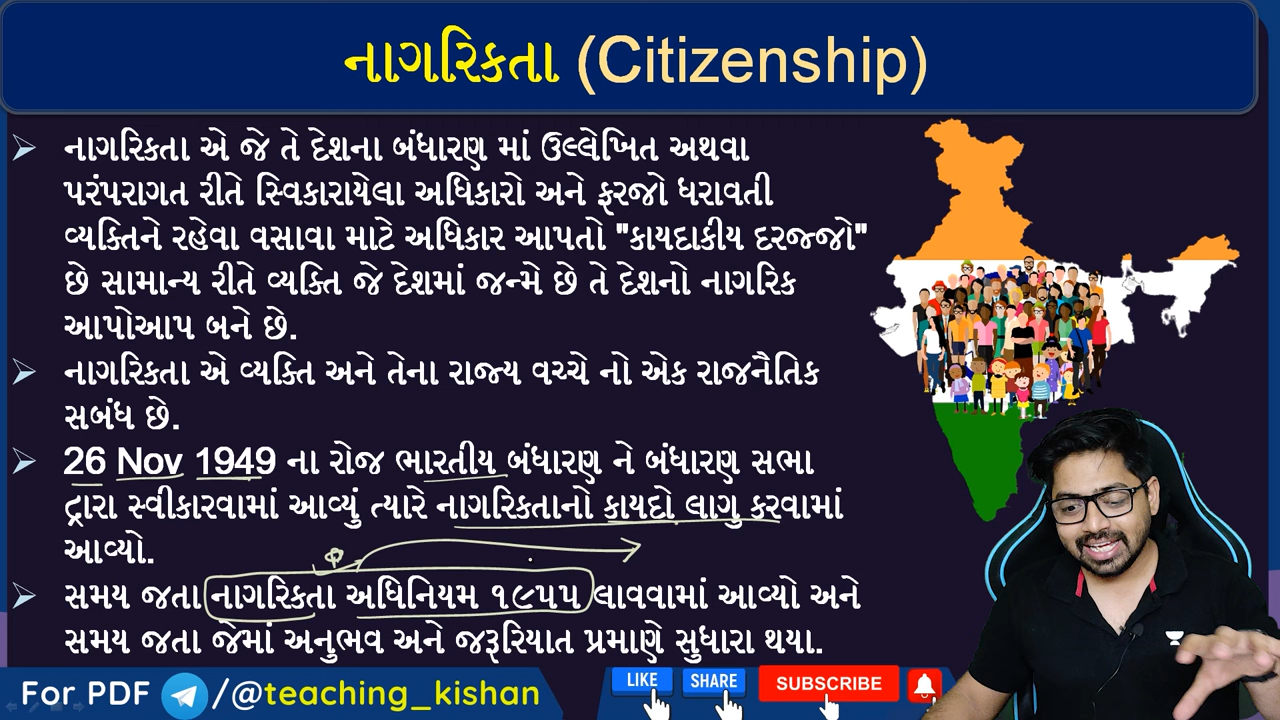 નાગરિકતા (Citizenship)
નાગરિકતા એ જે તે દેશના બંધારણ માં ઉલ્લેખિત અથવા
પરંપરાગત રીતે સ્વિકારાયેલા અધિકારો અને ફરજો ધરાવતી
વ્યક્તિને રહેવા વસાવા માટે અધિકાર આપતો "કાયદાકીય દરજ્જો"
છે સામાન્ય રીતે વ્યક્તિ જે દેશમાં જન્મે છે તે દેશનો નાગરિક
આપોઆપ બને છે.
નાગરિકતા એ વ્યક્તિ અને તેના રાજ્ય વચ્ચે નો એક રાજનૈતિક
સબંધ છે.
26 Nov 1949 ના રોજ ભારતીય બંધારણ ને બંધારણ સભા
દ્રારા સ્વીકારવામાં આવ્યું ત્યારે નાગરિકતાનો કાયદો લાગુ કરવામાં
આવ્યો.
સમય જતા નાગરિકતા અધિનિયમ ૧૯૫૫ લાવવામાં આવ્યો અને
સમય જતા જેમાં અનુભવ અને જરૂરિયાત પ્રમાણે સુધારા થયા.
For PDF /@teaching_kishan
LIKE
SHARE
SUBSCRIBE